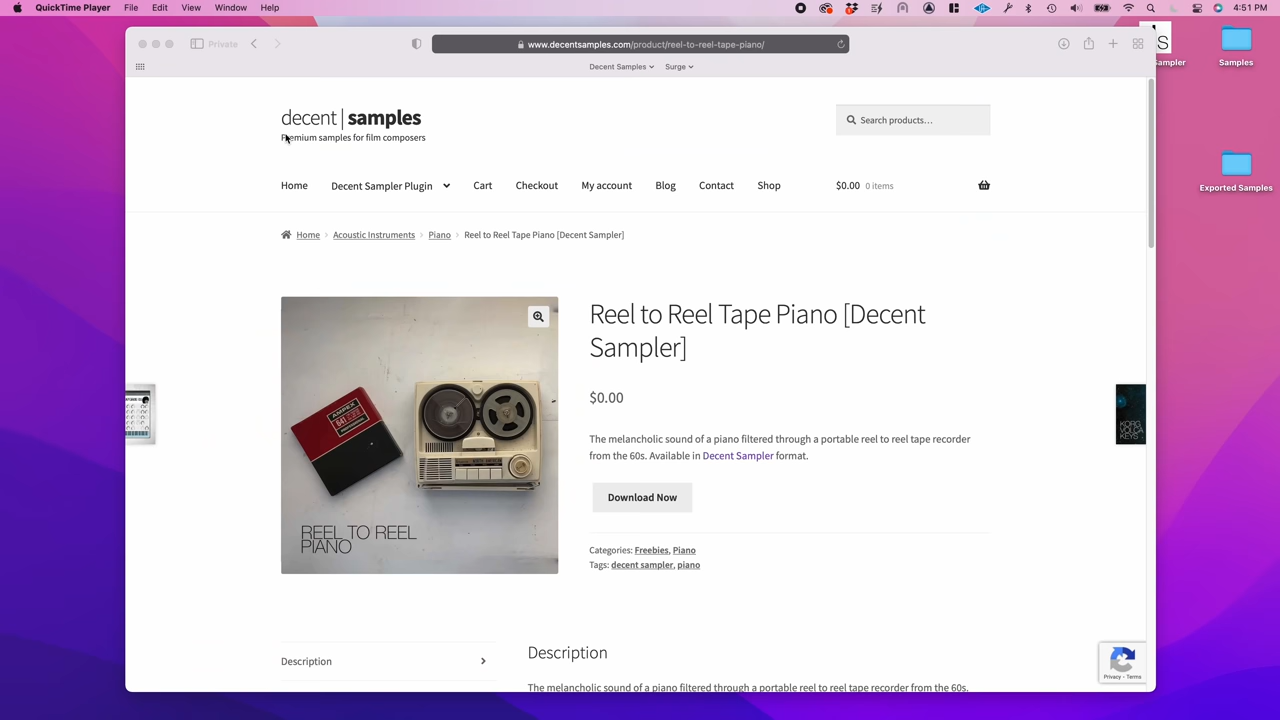 QuickTime Player File Edit View Window Help 4:51 PM
Private www.decentsamples.com/product/reel-to-reel-tape-piano/
Decent Samples Surge
Samples
Exported Samples
decent|samples
Premium samples for film composers
Search products…
Home Decent Sampler Plugin Cart Checkout My account Blog Contact Shop $0.00 0 items
Home Acoustic Instruments Piano Reel to Reel Tape Piano [Decent Sampler]
Reel to Reel Tape Piano [Decent
Sampler]
$0.00
The melancholic sound of a piano filtered through a portable reel to reel tape recorder
from the 60s. Available in Decent Sampler format.
Download Now
Categories: Freebies, Piano
Tags: decent sampler, piano
AMPEX
641
REEL TO REEL
PIANO
KORG
DECCA
KEYS
Description
Description
The melancholic sound of a piano filtered through a portable reel to reel tape recorder from the 60s.
Privacy - Terms